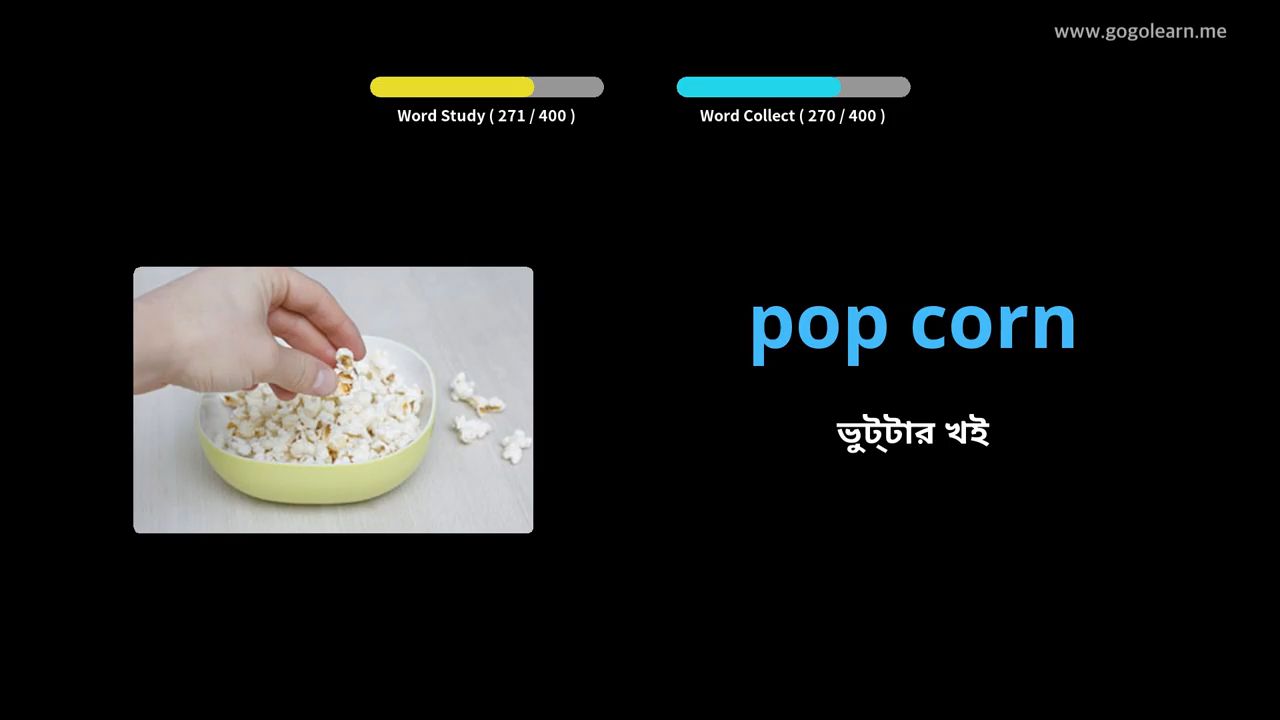 www.gogolearn.me
Word Study ( 271 / 400 )
Word Collect ( 270 / 400 )
pop corn
ভুট্‌টার খই